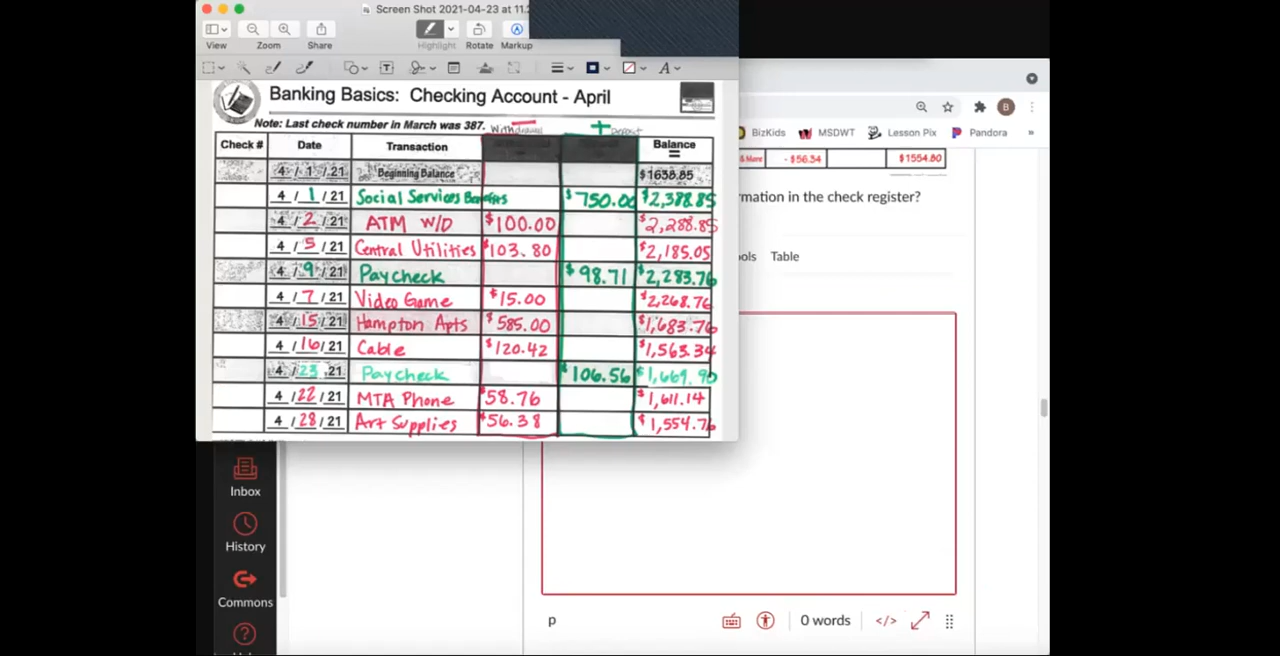 Screen Shot 2021-04-23 at 11.2
View Zoom Share Highlight Rotate Markup
Banking Basics: Checking Account - April
Note: Last check number in March was 387. Withdrawal - + Deposit
Check # Date Transaction Balance =
4 / 1 / 21 Beginning Balance $1638.85
4 / 1 / 21 Social Services Benefits $750.00 $2,388.85
4 / 2 / 21 ATM W/D $100.00 $2,288.85
4 / 5 / 21 Central Utilities $103.80 $2,185.05
4 / 9 / 21 Paycheck $98.71 $2,283.76
4 / 7 / 21 Video Game $15.00 $2,268.76
4 / 15 / 21 Hampton Apts $585.00 $1,683.76
4 / 16 / 21 Cable $120.42 $1,563.34
4 / 23 / 21 Paycheck $106.56 $1,669.90
4 / 22 / 21 MTA Phone $58.76 $1,611.14
4 / 28 / 21 Art Supplies $56.38 $1,554.76
B
BizKids MSDWT Lesson Pix Pandora »
& More - $56.34 $1554.80
rmation in the check register?
ols Table
Inbox
History
Commons
p 0 words </>